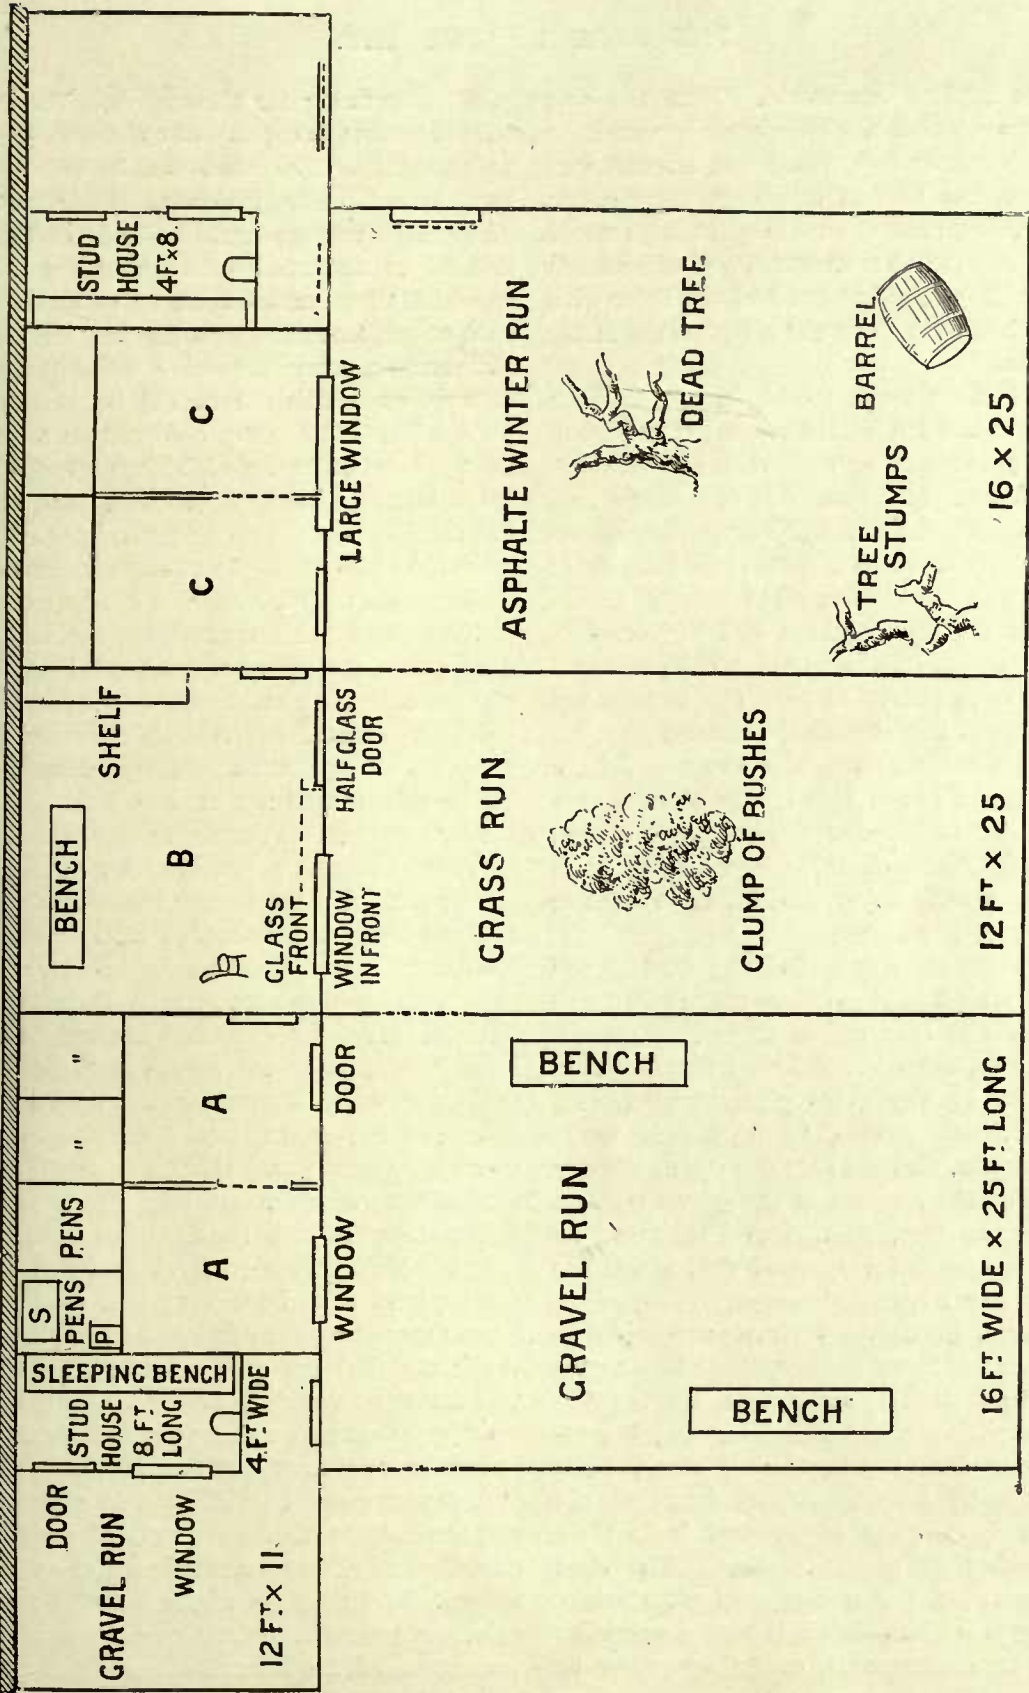 DOOR
GRAVEL RUN
WINDOW
12 FT. x 11.
STUD
HOUSE
8.FT
LONG
4.FT WIDE
SLEEPING BENCH
S
PENS
P
PENS
"
"
A
A
WINDOW
DOOR
BENCH
B
SHELF
GLASS
FRONT
WINDOW
IN FRONT
HALF GLASS
DOOR
C
C
LARGE WINDOW
STUD
HOUSE
4FT x 8.
GRAVEL RUN
BENCH
BENCH
16 FT WIDE x 25 FT LONG
GRASS RUN
CLUMP OF BUSHES
12 FT x 25
ASPHALTE WINTER RUN
DEAD TREE
TREE
STUMPS
BARREL
16 x 25